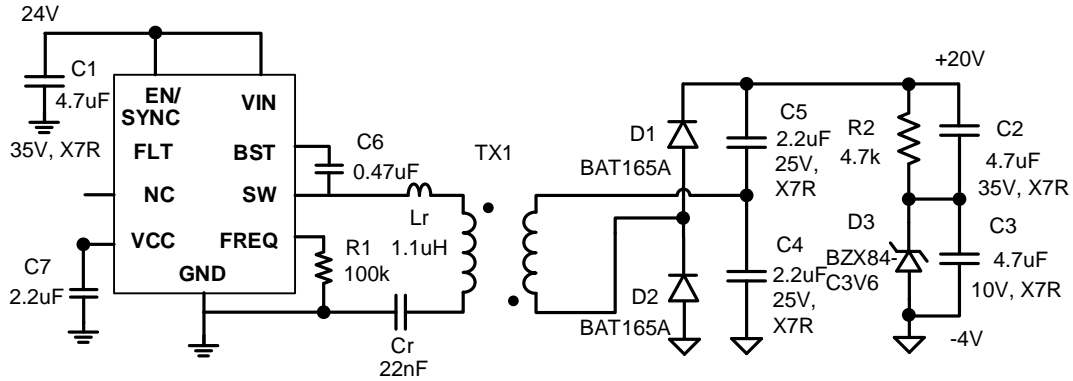 24V
C1
4.7uF
35V, X7R
EN/
SYNC
VIN
FLT
BST
NC
SW
VCC
FREQ
GND
C7
2.2uF
C6
0.47uF
Lr
1.1uH
R1
100k
Cr
22nF
TX1
D1
BAT165A
D2
BAT165A
C5
2.2uF
25V,
X7R
C4
2.2uF
25V,
X7R
+20V
R2
4.7k
C2
4.7uF
35V, X7R
D3
BZX84-
C3V6
C3
4.7uF
10V, X7R
-4V